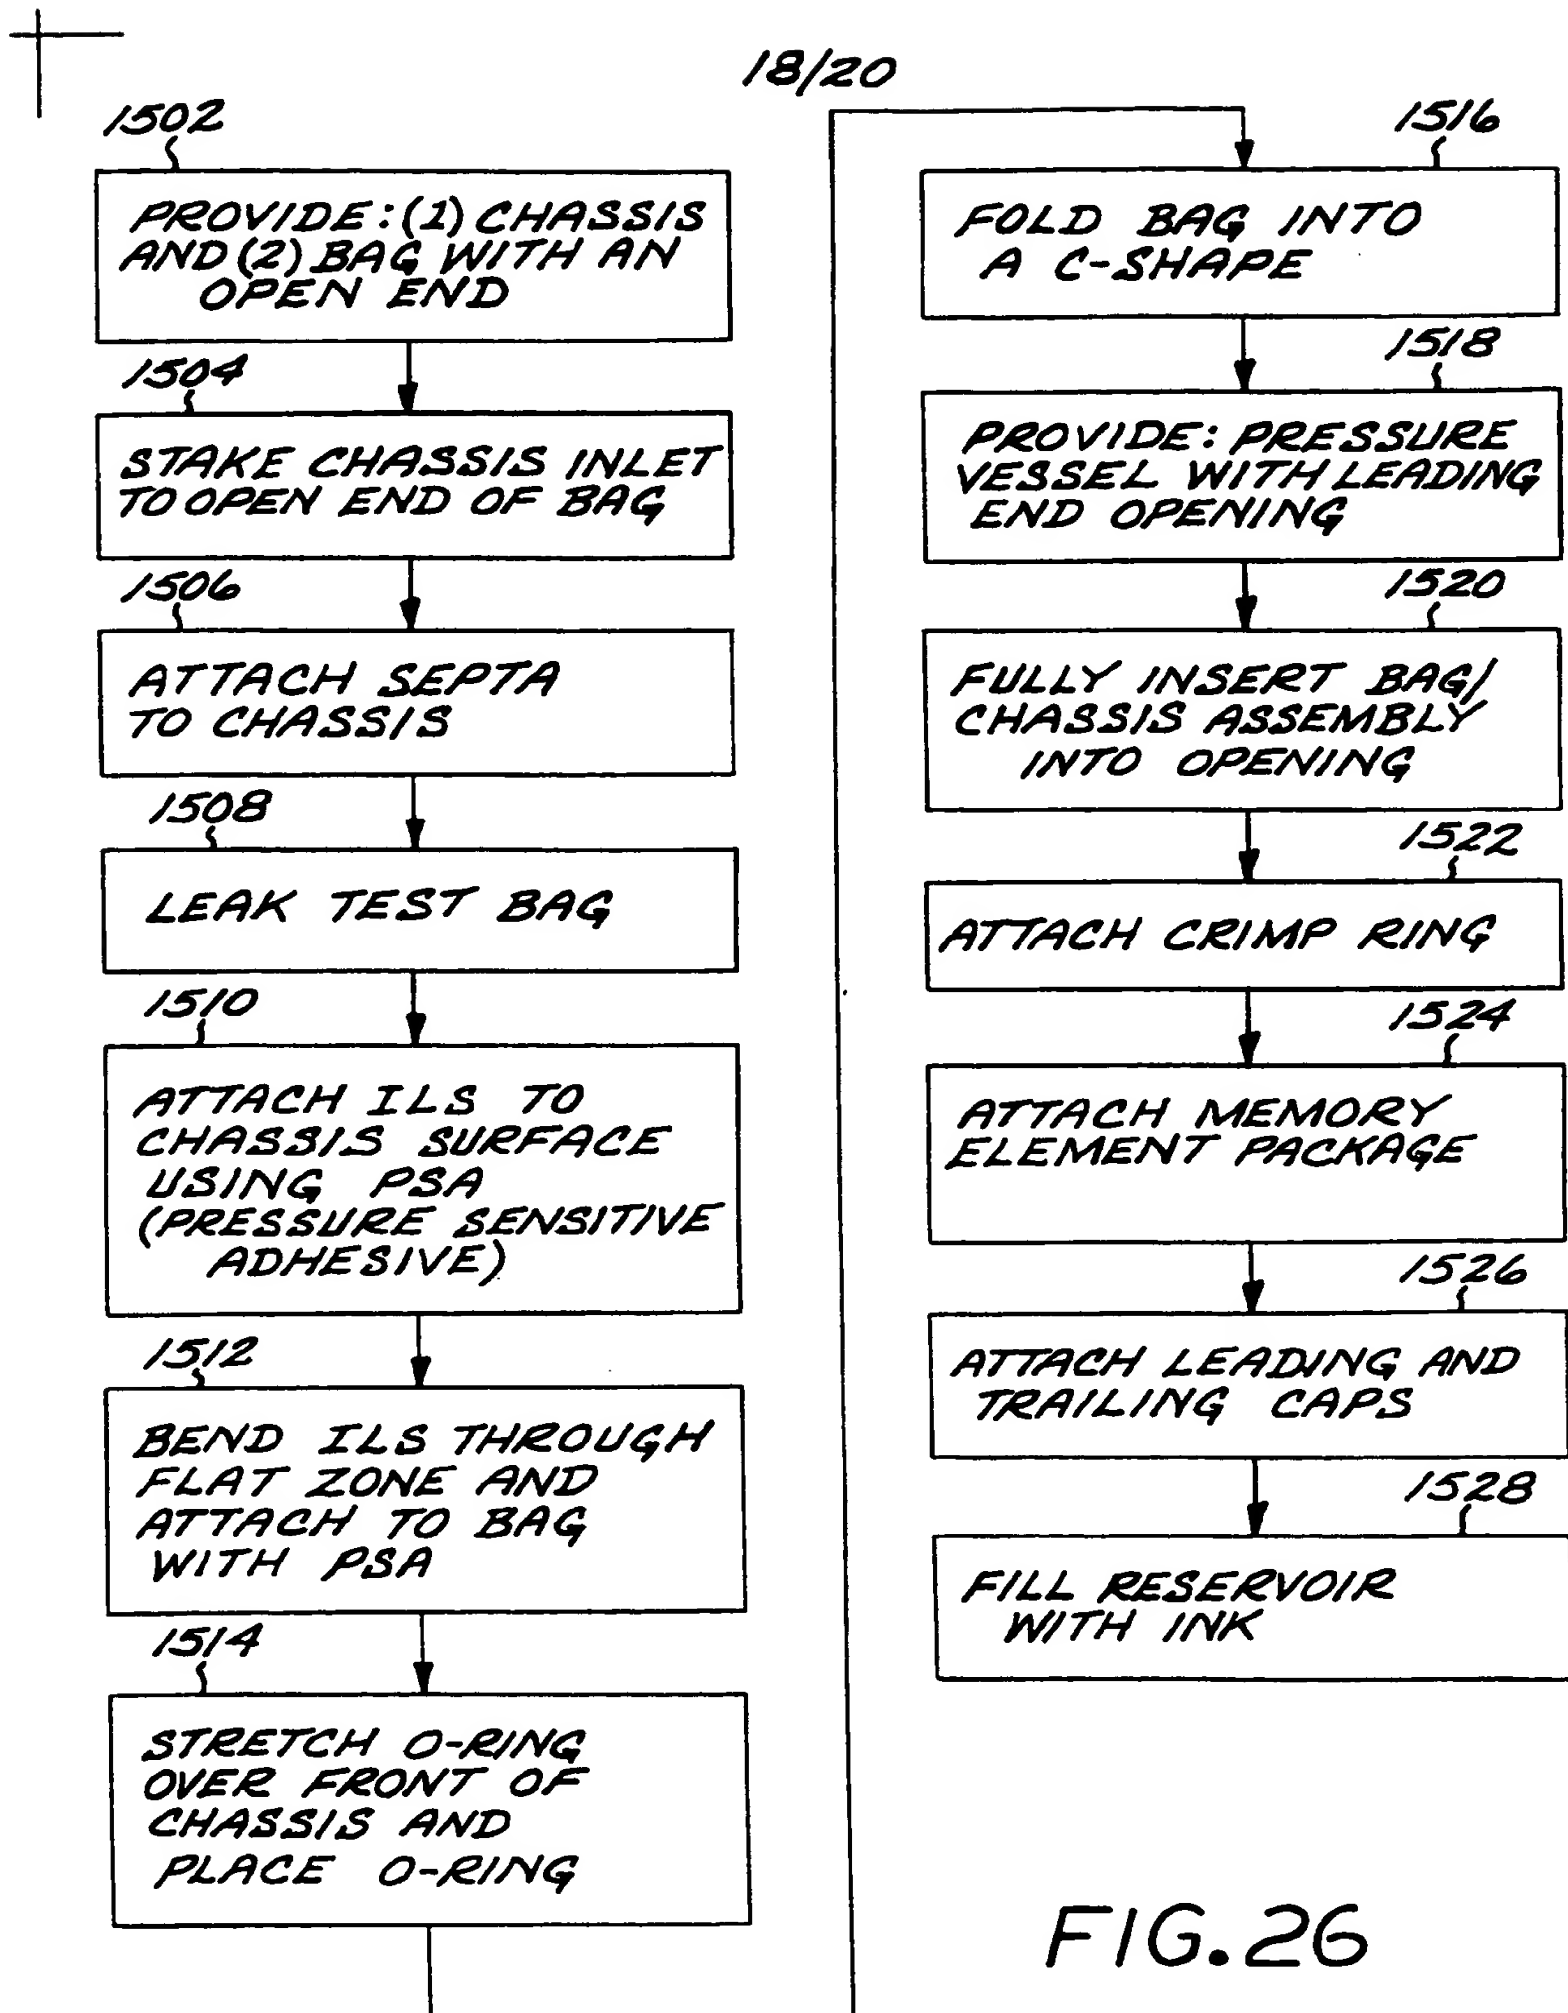 18/20
1502
PROVIDE: (1) CHASSIS
AND (2) BAG WITH AN
OPEN END
1504
STAKE CHASSIS INLET
TO OPEN END OF BAG
1506
ATTACH SEPTA
TO CHASSIS
1508
LEAK TEST BAG
1510
ATTACH ILS TO
CHASSIS SURFACE
USING PSA
(PRESSURE SENSITIVE
ADHESIVE)
1512
BEND ILS THROUGH
FLAT ZONE AND
ATTACH TO BAG
WITH PSA
1514
STRETCH O-RING
OVER FRONT OF
CHASSIS AND
PLACE O-RING
1516
FOLD BAG INTO
A C-SHAPE
1518
PROVIDE: PRESSURE
VESSEL WITH LEADING
END OPENING
1520
FULLY INSERT BAG/
CHASSIS ASSEMBLY
INTO OPENING
1522
ATTACH CRIMP RING
1524
ATTACH MEMORY
ELEMENT PACKAGE
1526
ATTACH LEADING AND
TRAILING CAPS
1528
FILL RESERVOIR
WITH INK
FIG. 26